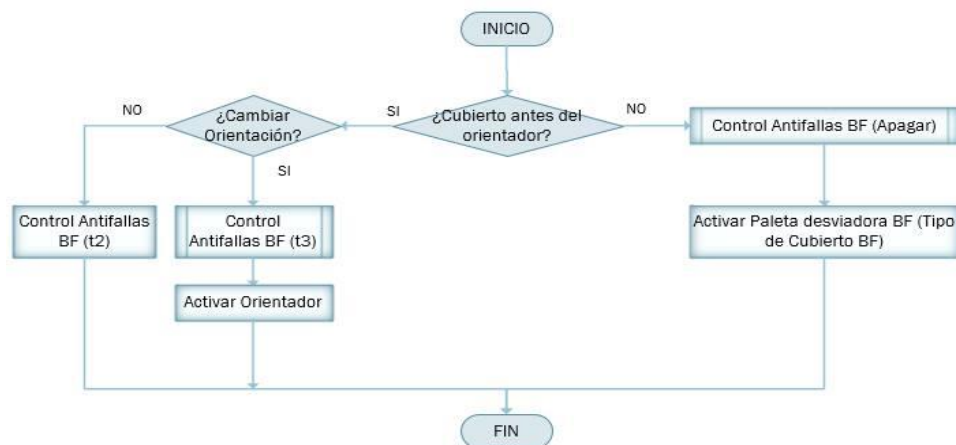 INICIO
NO
¿Cambiar
Orientación?
SI
¿Cubierto antes del
orientador?
NO
Control Antifallas BF (Apagar)
SI
Control Antifallas
BF (t2)
Control
Antifallas BF (t3)
Activar Paleta desviadora BF (Tipo
de Cubierto BF)
Activar Orientador
FIN